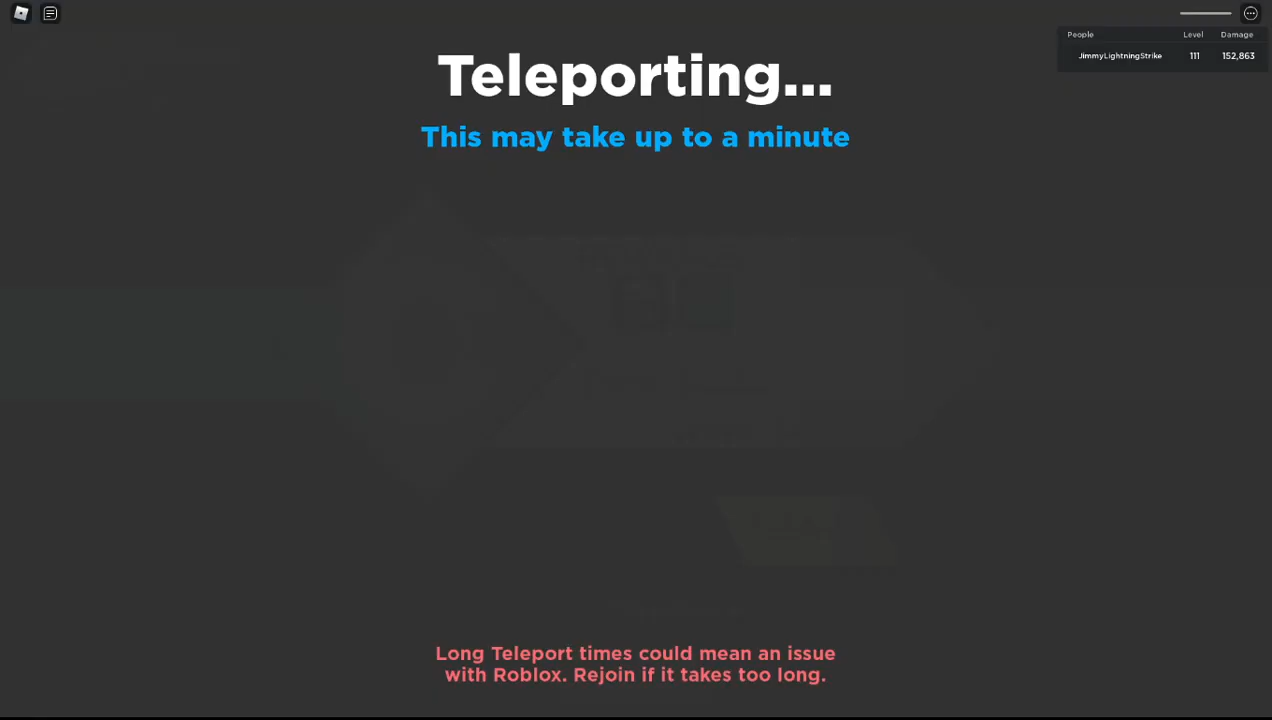 People Level Damage
JimmyLightningStrike 111 152,863
Teleporting...
This may take up to a minute
Long Teleport times could mean an issue
with Roblox. Rejoin if it takes too long.